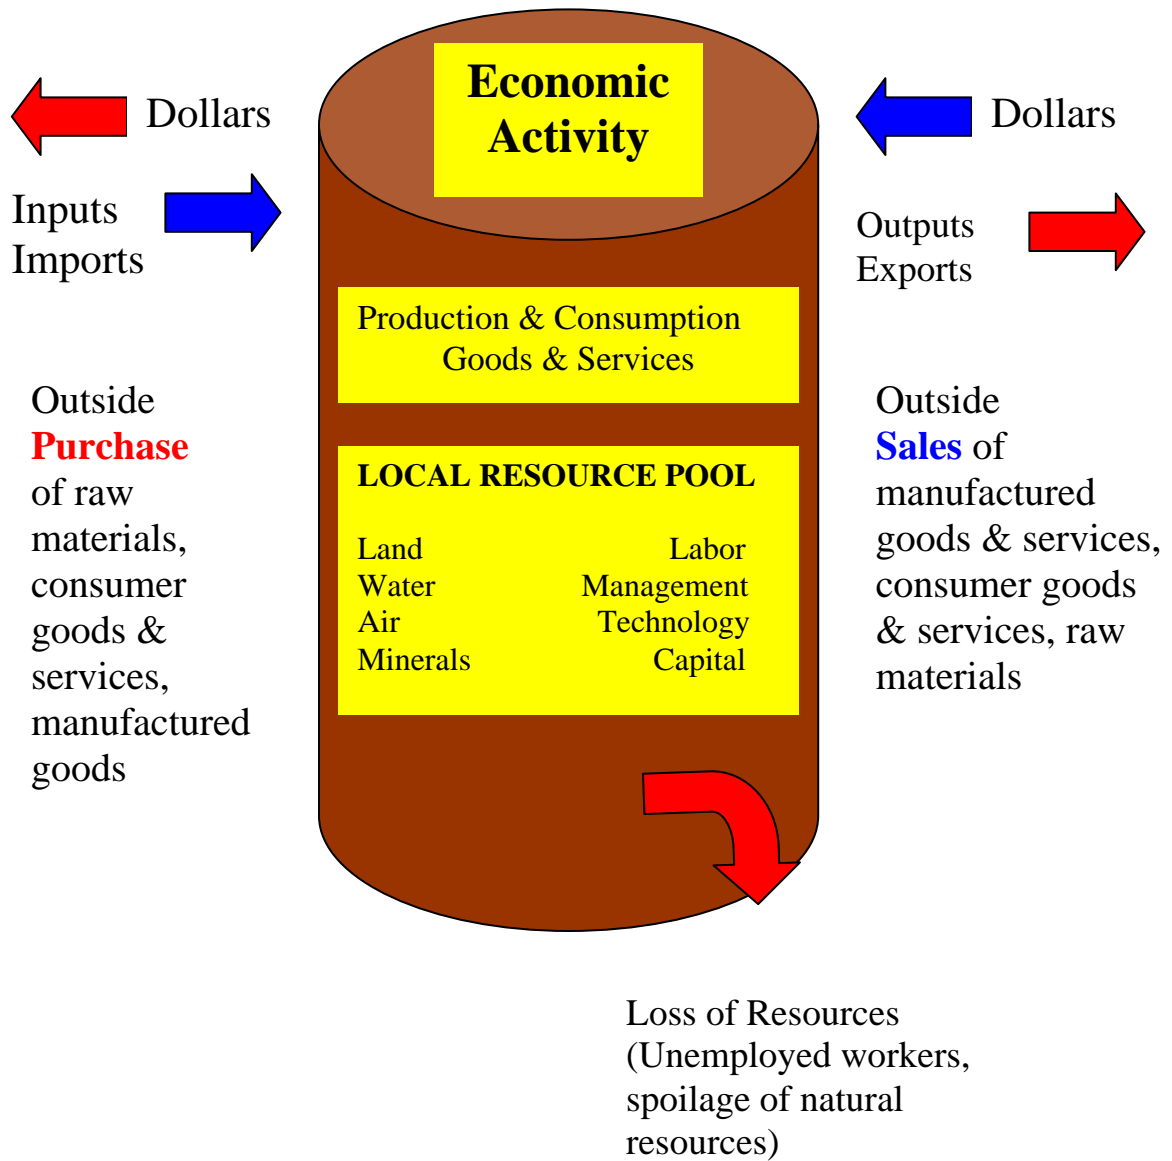 Economic
Activity
Dollars
Inputs
Imports
Dollars
Outputs
Exports
Production & Consumption
Goods & Services
Outside
Purchase
of raw
materials,
consumer
goods &
services,
manufactured
goods
LOCAL RESOURCE POOL
Land Labor
Water Management
Air Technology
Minerals Capital
Outside
Sales of
manufactured
goods & services,
consumer goods
& services, raw
materials
Loss of Resources
(Unemployed workers,
spoilage of natural
resources)